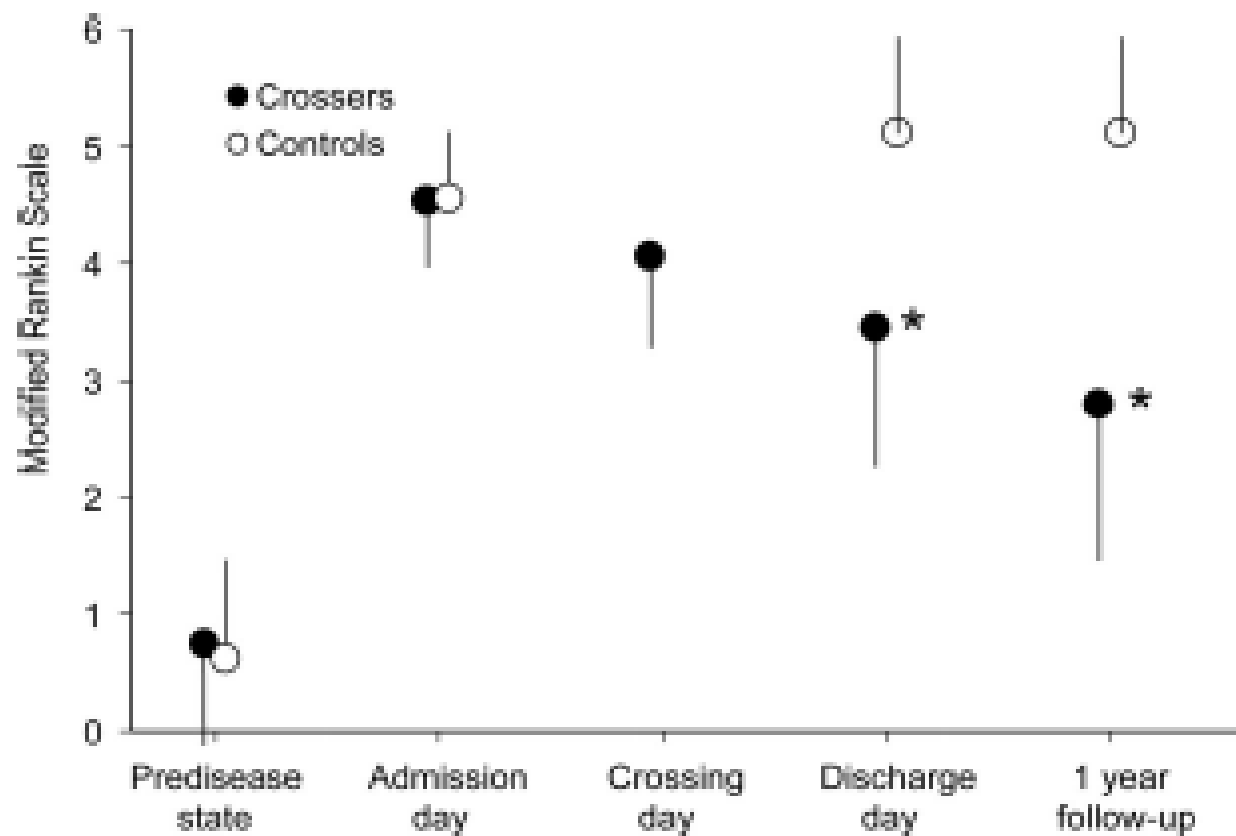 6
Crossers
Controls
5
4
3
2
1
0
Modified Rankin Scale
*
*
Predisease
state
Admission
day
Crossing
day
Discharge
day
1 year
follow-up